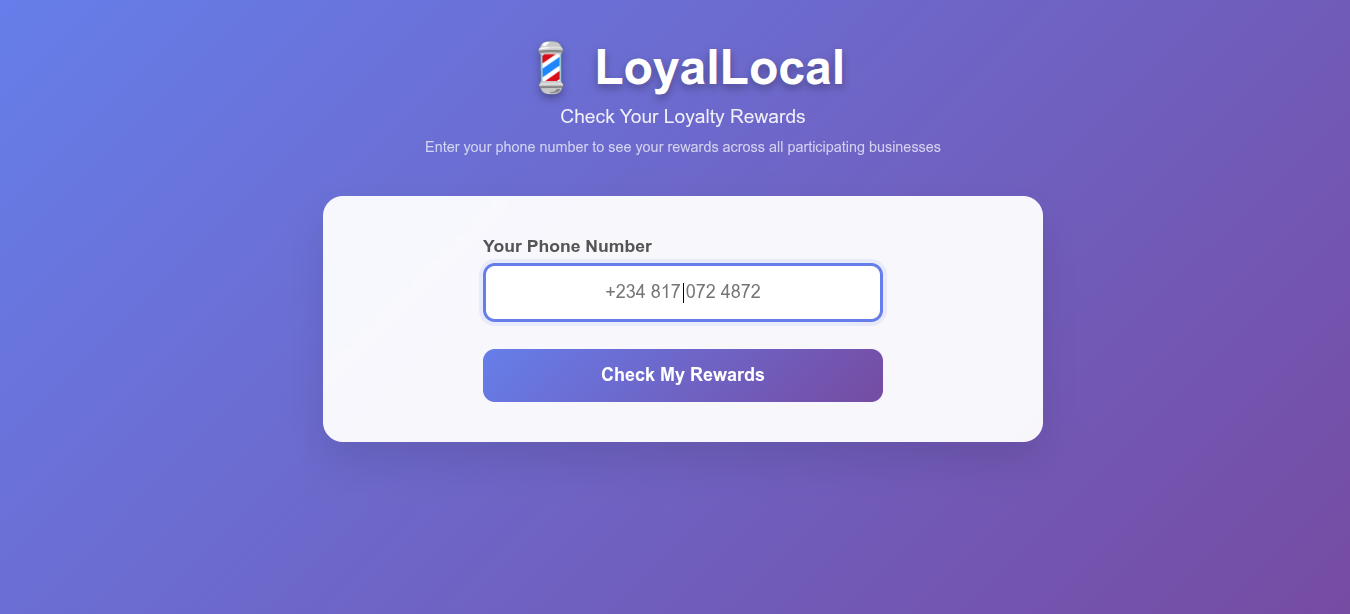 LoyalLocal
Check Your Loyalty Rewards
Enter your phone number to see your rewards across all participating businesses
Your Phone Number
+234 817 072 4872
Check My Rewards